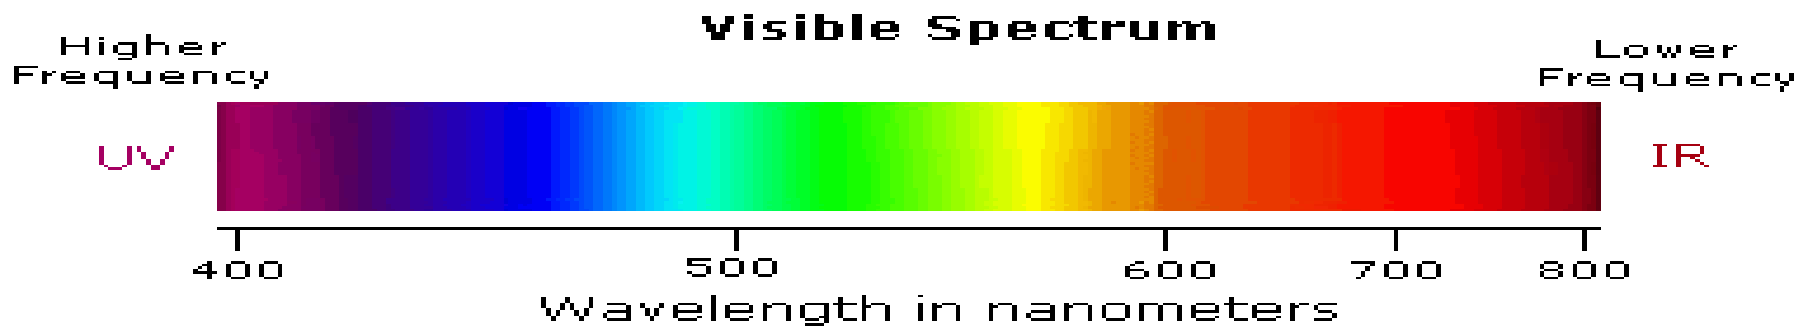 Visible Spectrum
Higher
Frequency
Lower
Frequency
UV
IR
400 500 600 700 800
Wavelength in nanometers